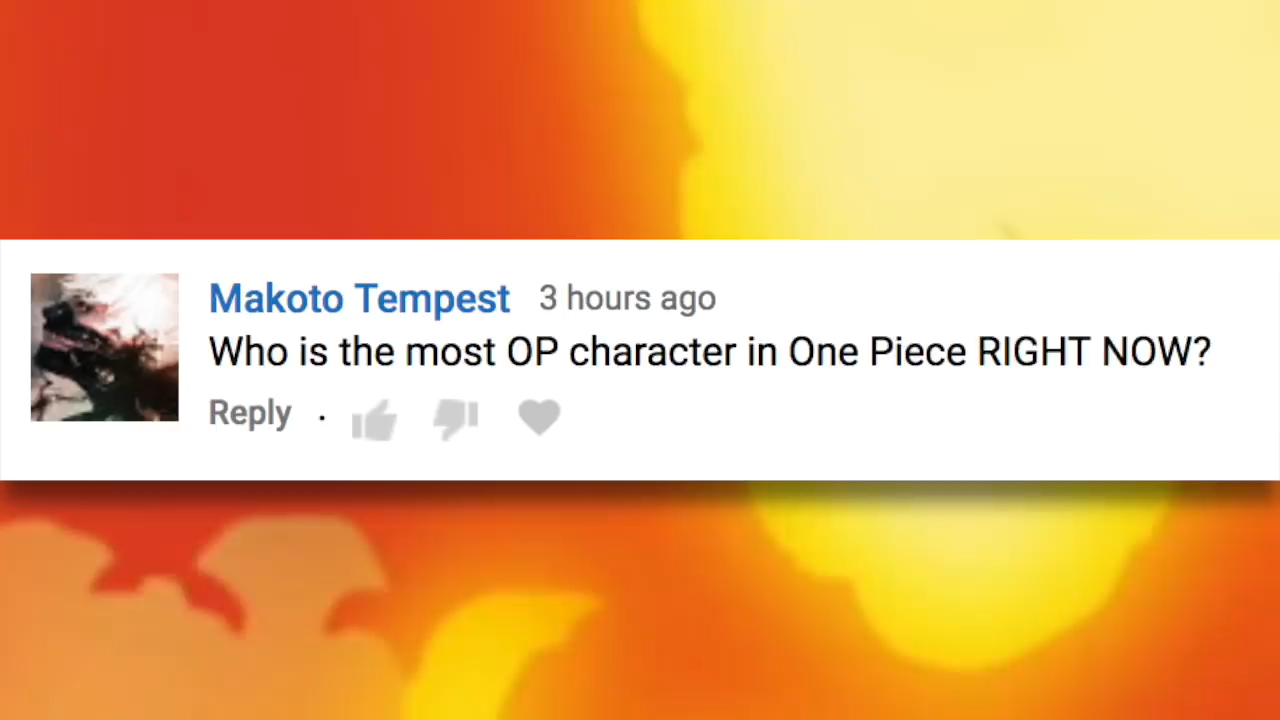 Makoto Tempest 3 hours ago
Who is the most OP character in One Piece RIGHT NOW?
Reply ·